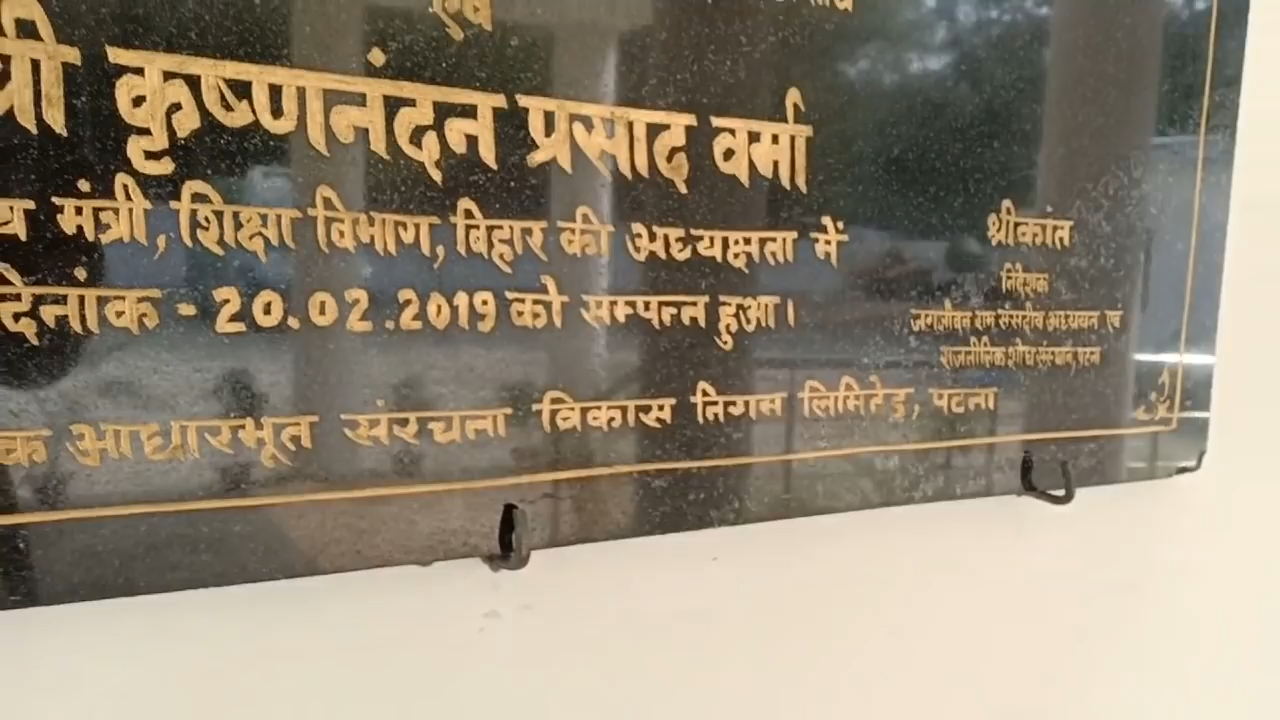 एवं
श्री कृष्णनंदन प्रसाद वर्मा
मंत्री, शिक्षा विभाग, बिहार की अध्यक्षता में
दिनांक - 20.02.2019 को सम्पन्न हुआ।
श्रीकांत
निदेशक
जगजीवन राम संसदीय अध्ययन एवं
राजनीतिक शोध संस्थान, पटना
आधारभूत संरचना विकास निगम लिमिटेड, पटना